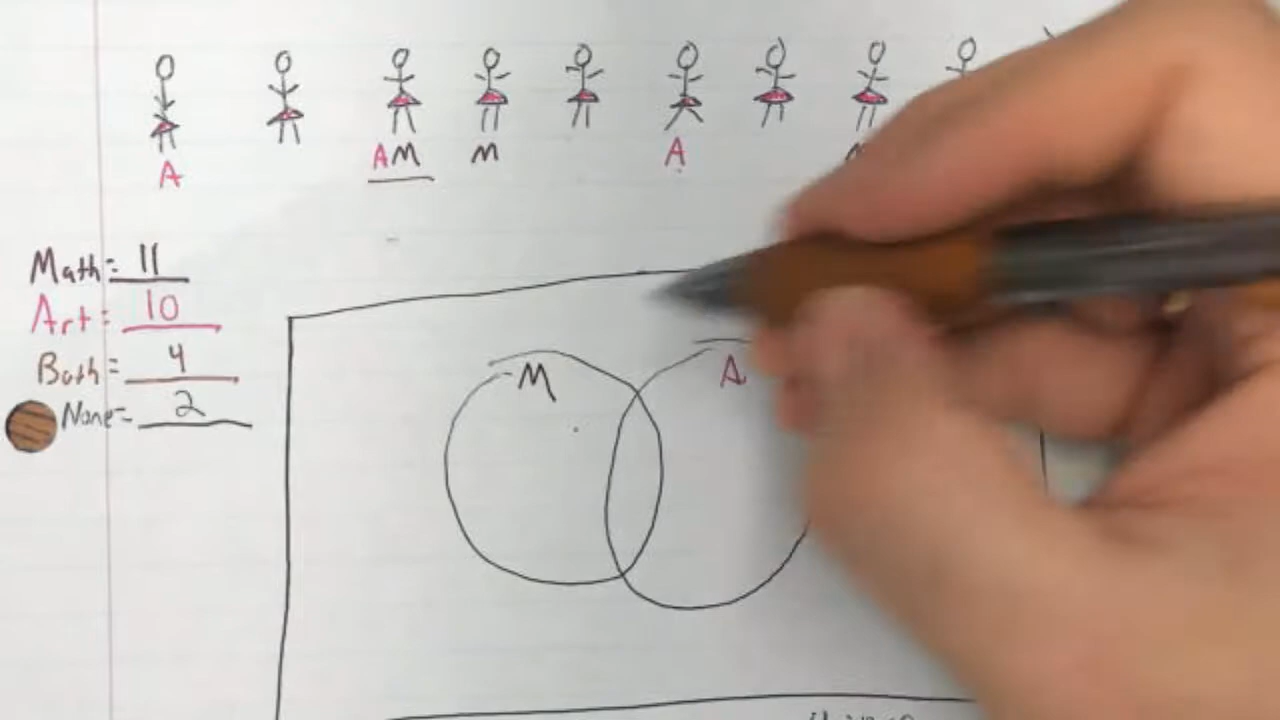 A AM M A
Math= 11
Art= 10
Both= 4
None= 2
M A